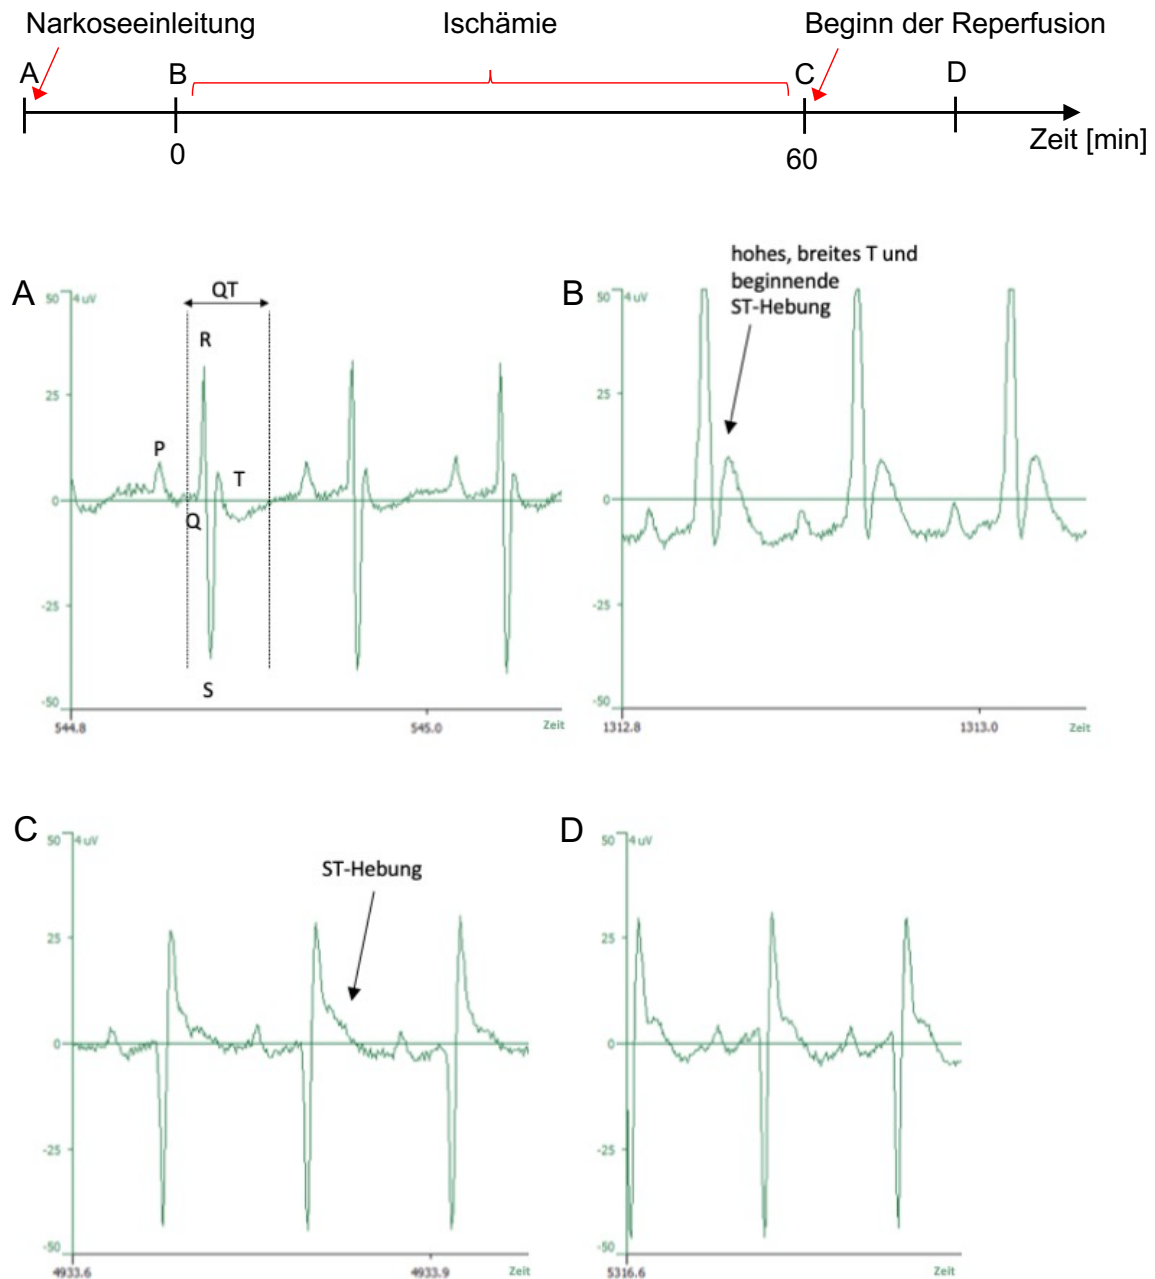 Narkoseeinleitung Ischämie Beginn der Reperfusion
A B C D
0 60 Zeit [min]
A
50 4 uV
25
0
-25
-50
QT
R
P
T
Q
S
544.8 545.0 Zeit
B
hohes, breites T und
beginnende
ST-Hebung
50 4 uV
25
0
-25
-50
1312.8 1313.0 Zeit
C
50 4 uV
ST-Hebung
25
0
-25
-50
4933.6 4933.9 Zeit
D
50 4 uV
25
0
-25
-50
5316.6 Zeit